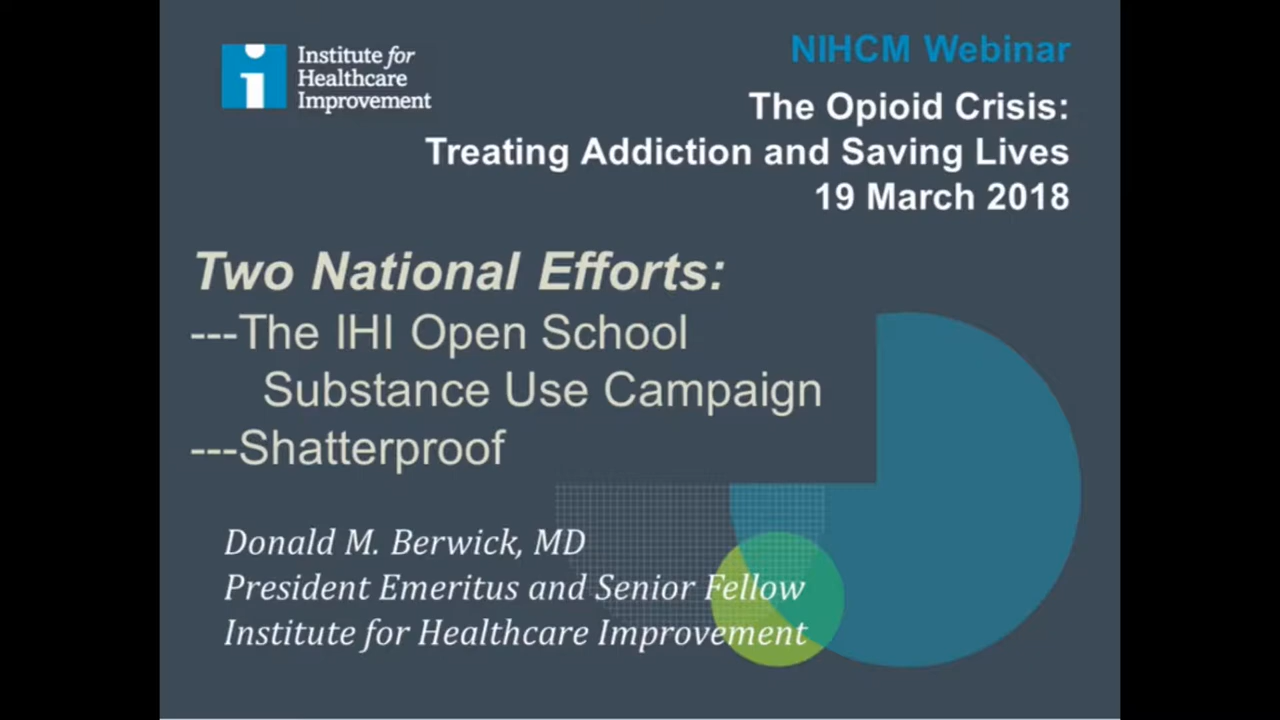 Institute for
Healthcare
Improvement
NIHCM Webinar
The Opioid Crisis:
Treating Addiction and Saving Lives
19 March 2018
Two National Efforts:
---The IHI Open School
Substance Use Campaign
---Shatterproof
Donald M. Berwick, MD
President Emeritus and Senior Fellow
Institute for Healthcare Improvement